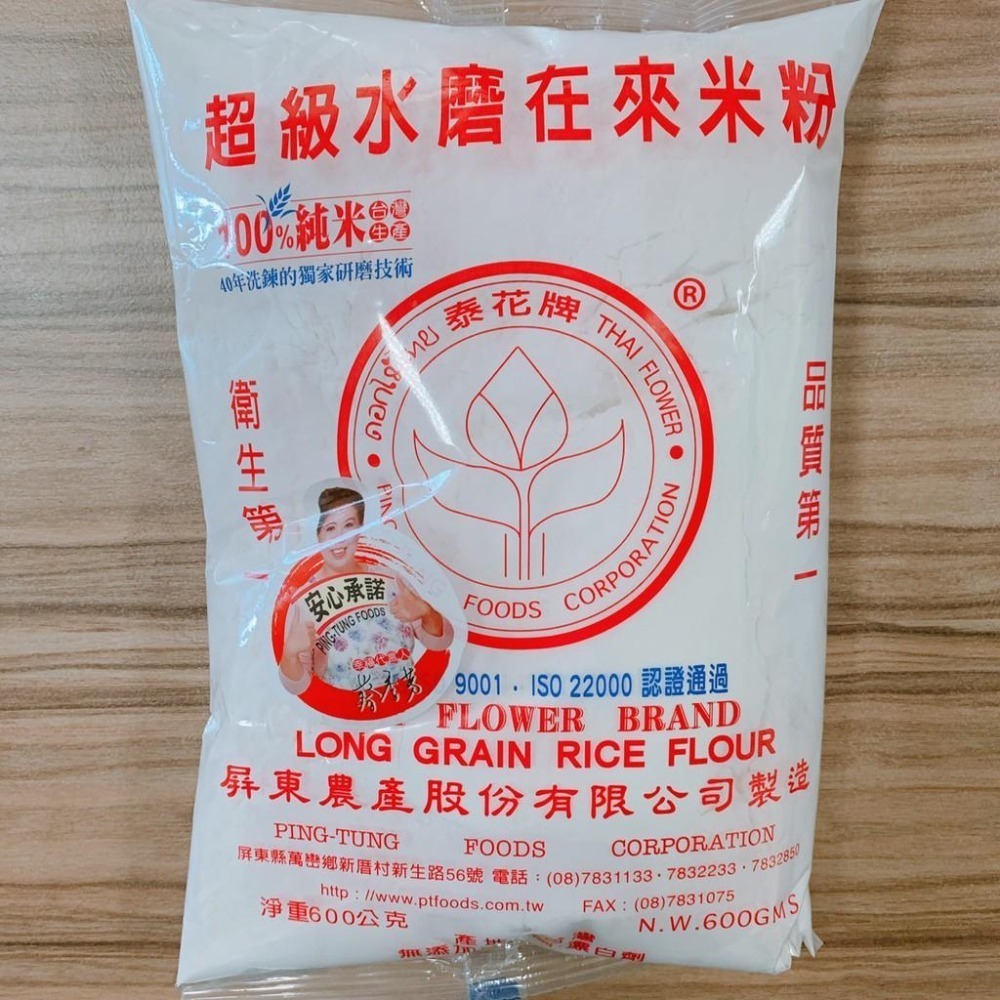 超級水磨在來米粉
100%純米台灣生產
40年洗鍊的獨家研磨技術
®
泰花牌
THAI FLOWER
FOODS CORPORATION
衛生第一
品質第一
安心承諾
PING-TUNG FOODS
幸福代言人
9001 · ISO 22000 認證通過
FLOWER BRAND
LONG GRAIN RICE FLOUR
屏東農產股份有限公司製造
PING-TUNG FOODS CORPORATION
屏東縣萬巒鄉新厝村新生路56號 電話：(08)7831133·7832233·7832850
http：//www.ptfoods.com.tw FAX：(08)7831075
淨重600公克 N.W.600GMS